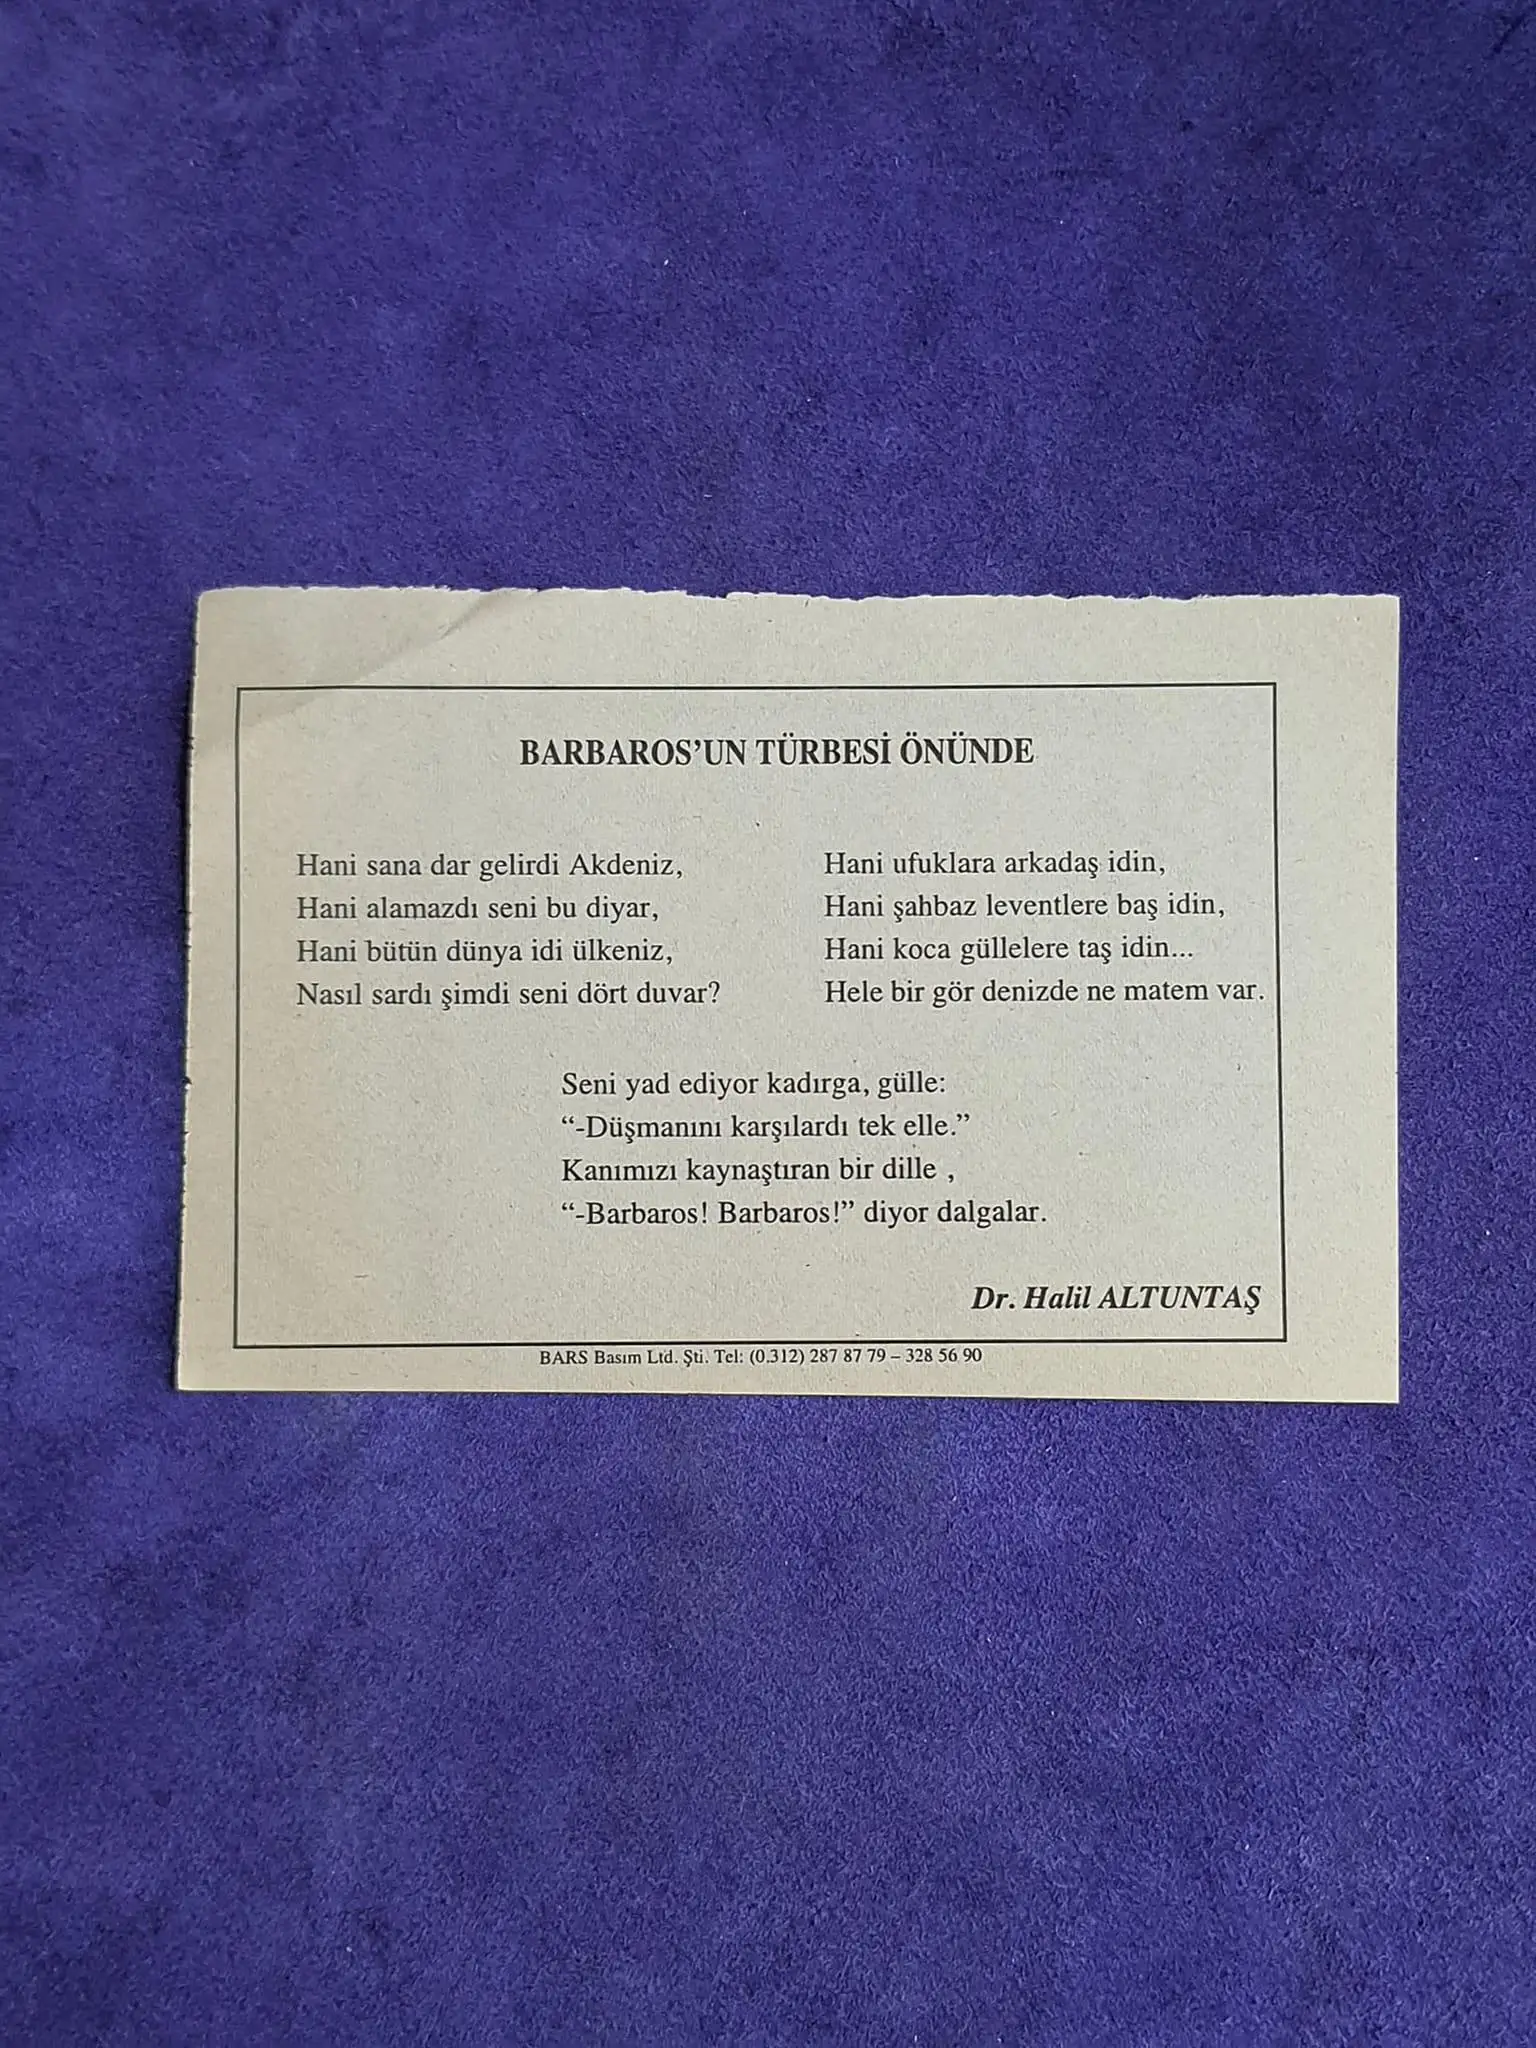 BARBAROS’UN TÜRBESİ ÖNÜNDE
Hani sana dar gelirdi Akdeniz,
Hani alamazdı seni bu diyar,
Hani bütün dünya idi ülkeniz,
Nasıl sardı şimdi seni dört duvar?
Hani ufuklara arkadaş idin,
Hani şahbaz leventlere baş idin,
Hani koca güllelere taş idin...
Hele bir gör denizde ne matem var.
Seni yad ediyor kadırga, gülle:
“-Düşmanını karşılardı tek elle.”
Kanımızı kaynaştıran bir dille ,
“-Barbaros! Barbaros!” diyor dalgalar.
Dr. Halil ALTUNTAŞ
BARS Basım Ltd. Şti. Tel: (0.312) 287 87 79 – 328 56 90